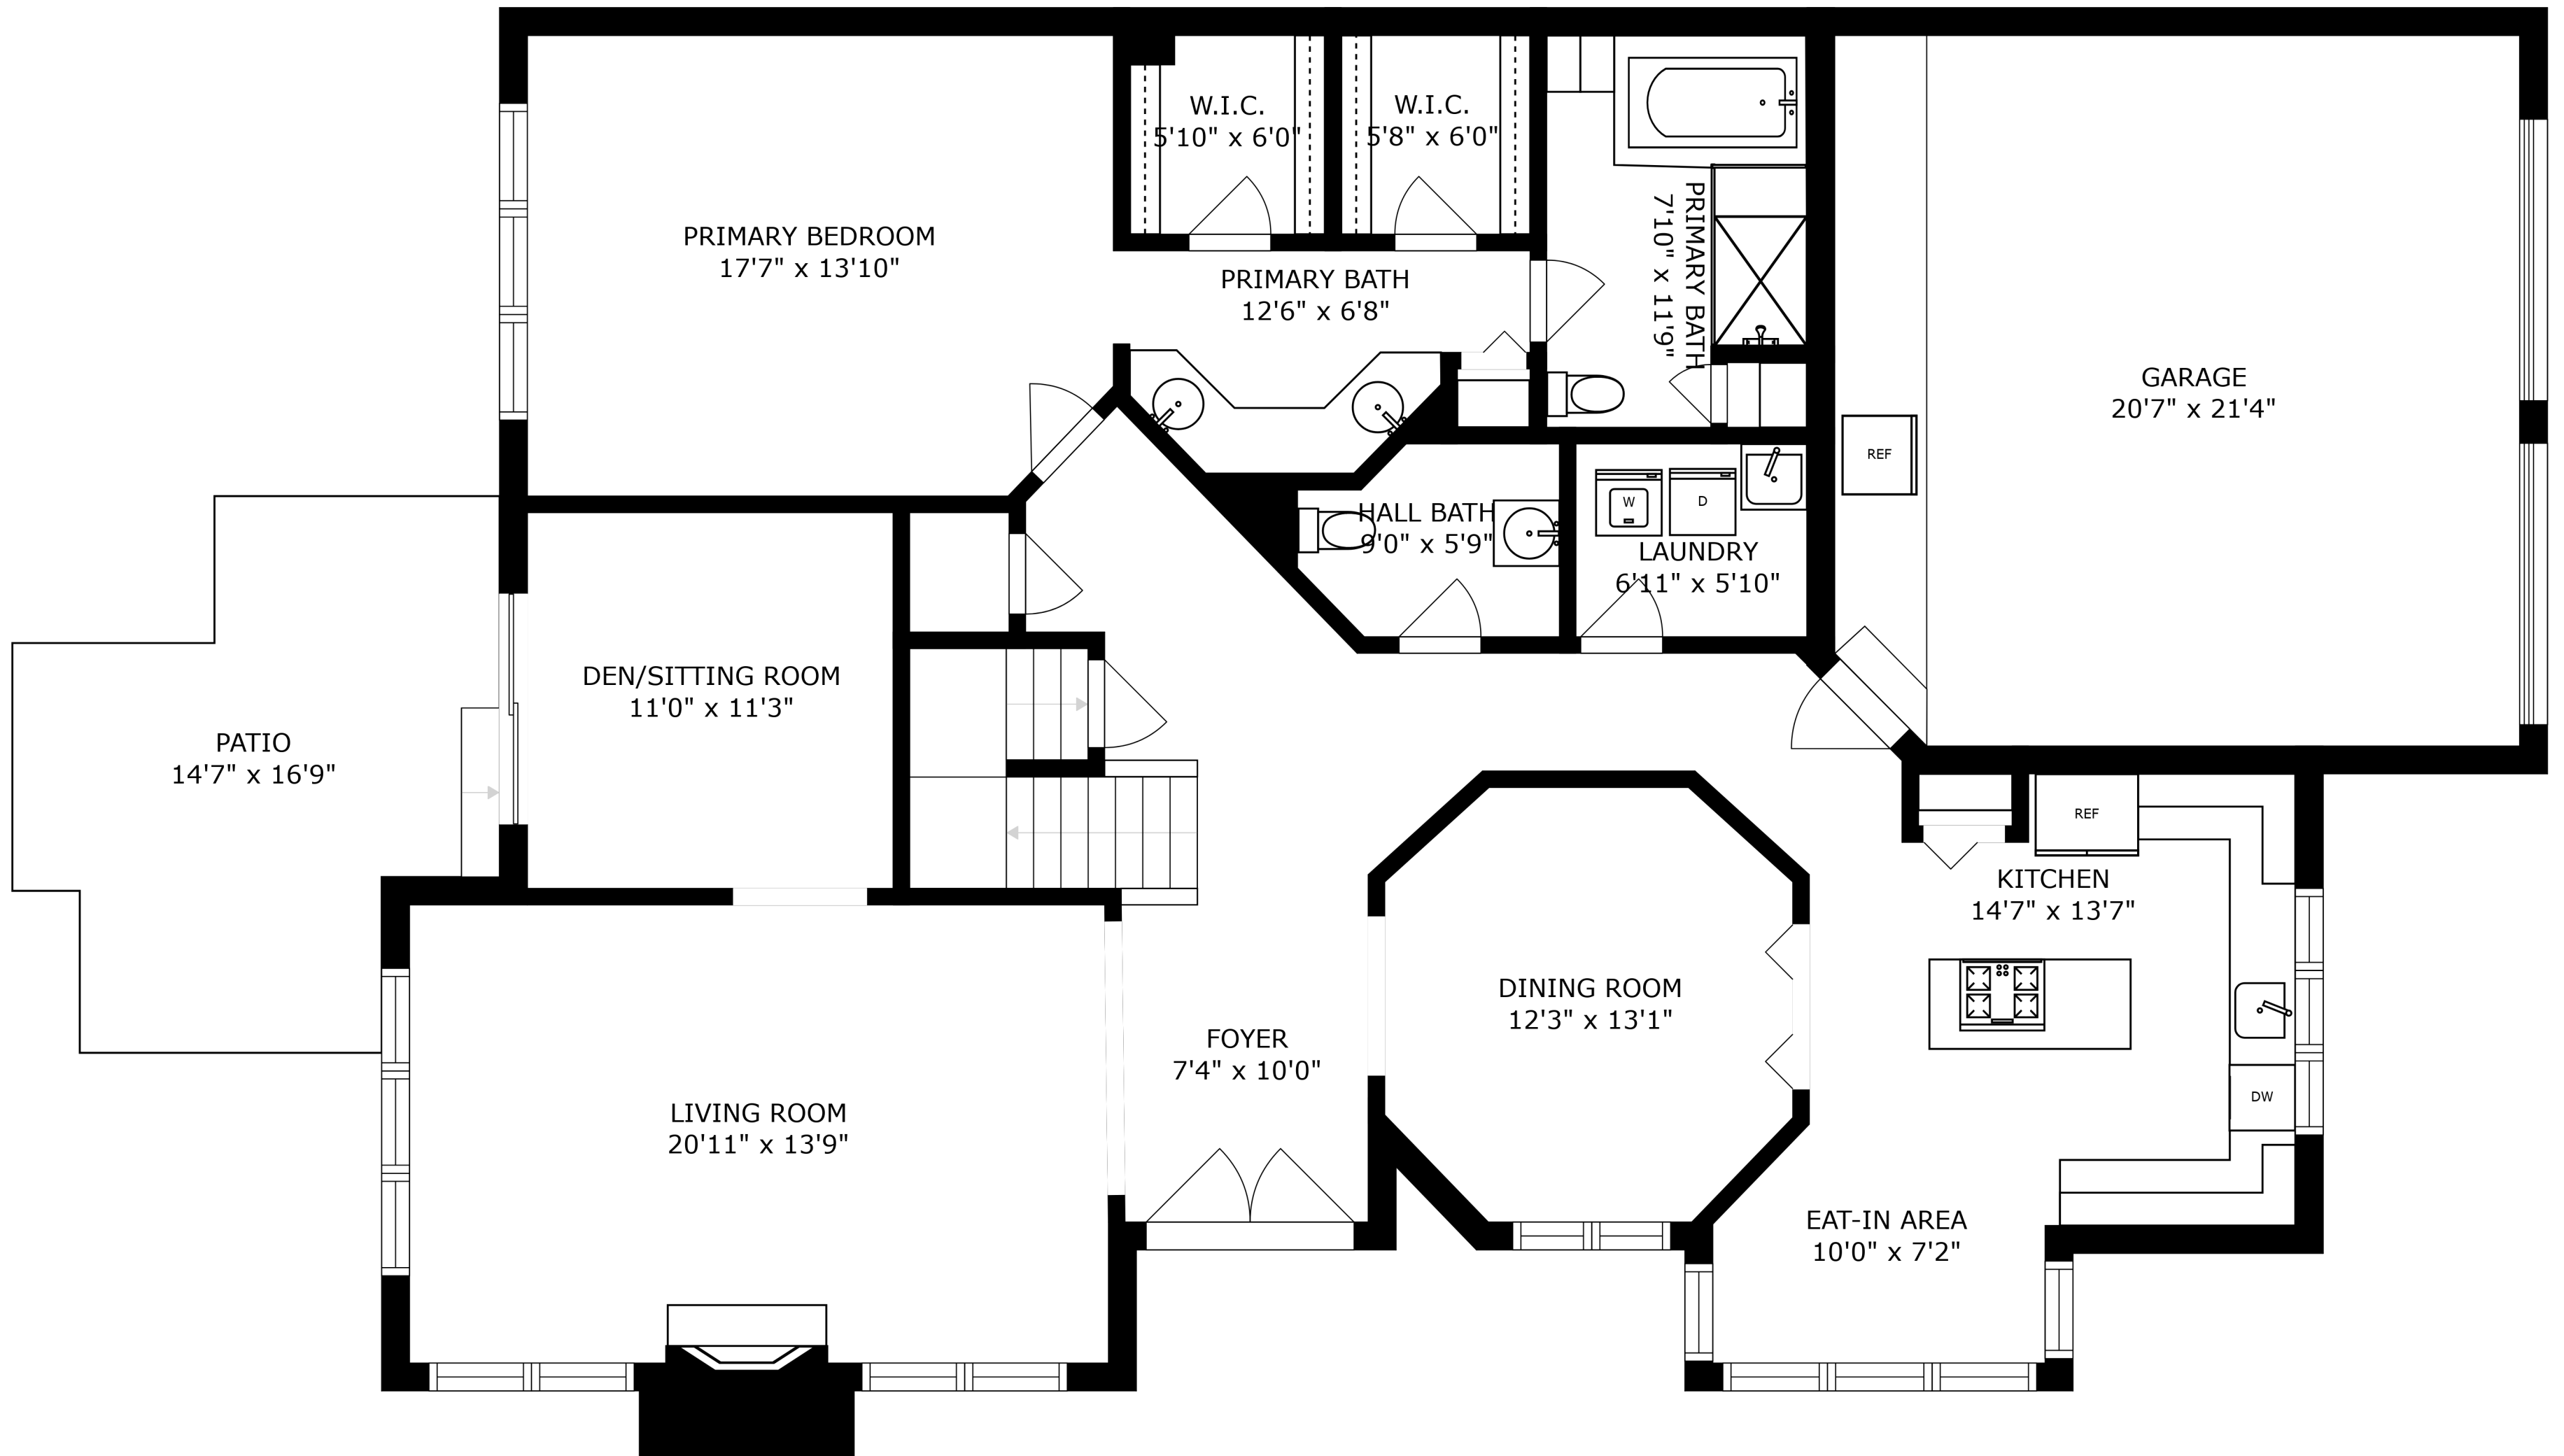 W.I.C.
5'10" x 6'0"
W.I.C.
5'8" x 6'0"
PRIMARY BEDROOM
17'7" x 13'10"
PRIMARY BATH
12'6" x 6'8"
PRIMARY BATH
7'10" x 11'9"
GARAGE
20'7" x 21'4"
REF
HALL BATH
9'0" x 5'9"
W
D
LAUNDRY
6'11" x 5'10"
DEN/SITTING ROOM
11'0" x 11'3"
PATIO
14'7" x 16'9"
REF
KITCHEN
14'7" x 13'7"
DINING ROOM
12'3" x 13'1"
FOYER
7'4" x 10'0"
DW
LIVING ROOM
20'11" x 13'9"
EAT-IN AREA
10'0" x 7'2"